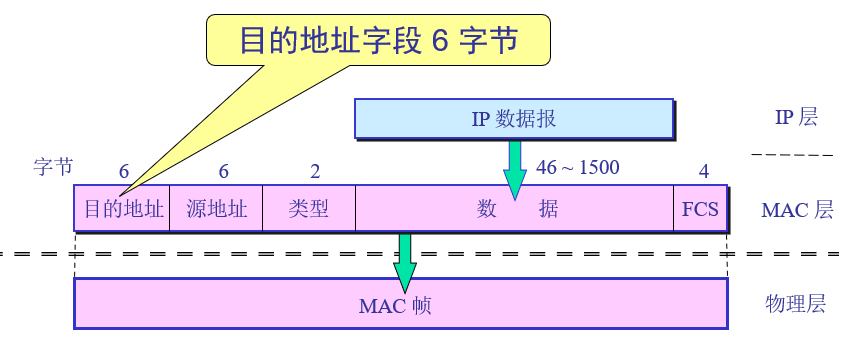 目的地址字段 6 字节
IP 数据报
IP 层
字节
6
6
2
46 ~ 1500
4
目的地址
源地址
类型
数 据
FCS
MAC 层
MAC 帧
物理层